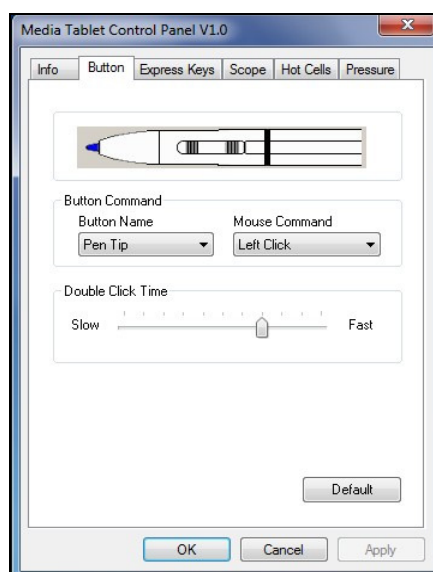 Media Tablet Control Panel V1.0
Info Button Express Keys Scope Hot Cells Pressure
Button Command
Button Name Mouse Command
Pen Tip Left Click
Double Click Time
Slow Fast
Default
OK Cancel Apply